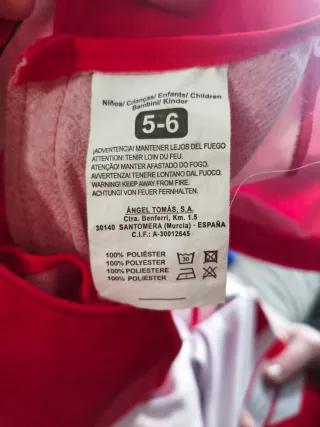 Niños/ Crianças/ Enfants/ Children
Bambini/ Kinder
5-6
¡ADVERTENCIA! MANTENER LEJOS DEL FUEGO
ATTENTION! TENIR LOIN DU FEU.
ATENÇÃO! MANTER AFASTADO DO FOGO.
AVVERTENZA! TENERE LONTANO DAL FUOCO.
WARNING! KEEP AWAY FROM FIRE.
ACHTUNG! VON FEUER FERNHALTEN.
ÁNGEL TOMÁS, S.A.
Ctra. Benferri, Km. 1.5
30140 SANTOMERA (Murcia) - ESPAÑA
C.I.F.: A-30012645
100% POLIÉSTER
100% POLYESTER
100% POLIESTERE
100% POLIÉSTER
30